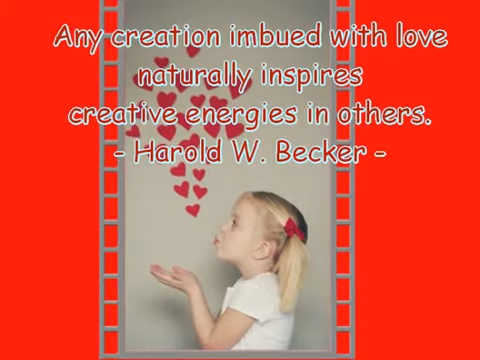 Any creation imbued with love
naturally inspires
creative energies in others.
- Harold W. Becker -